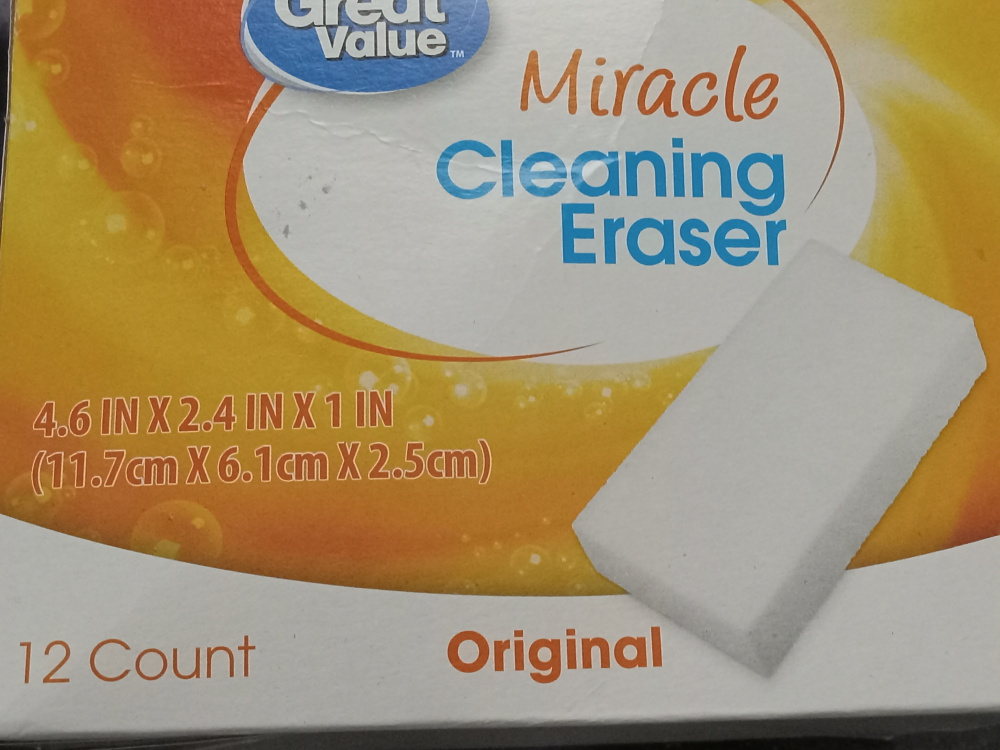 Great
Value™
Miracle
Cleaning
Eraser
4.6 IN X 2.4 IN X 1 IN
(11.7cm X 6.1cm X 2.5cm)
12 Count
Original